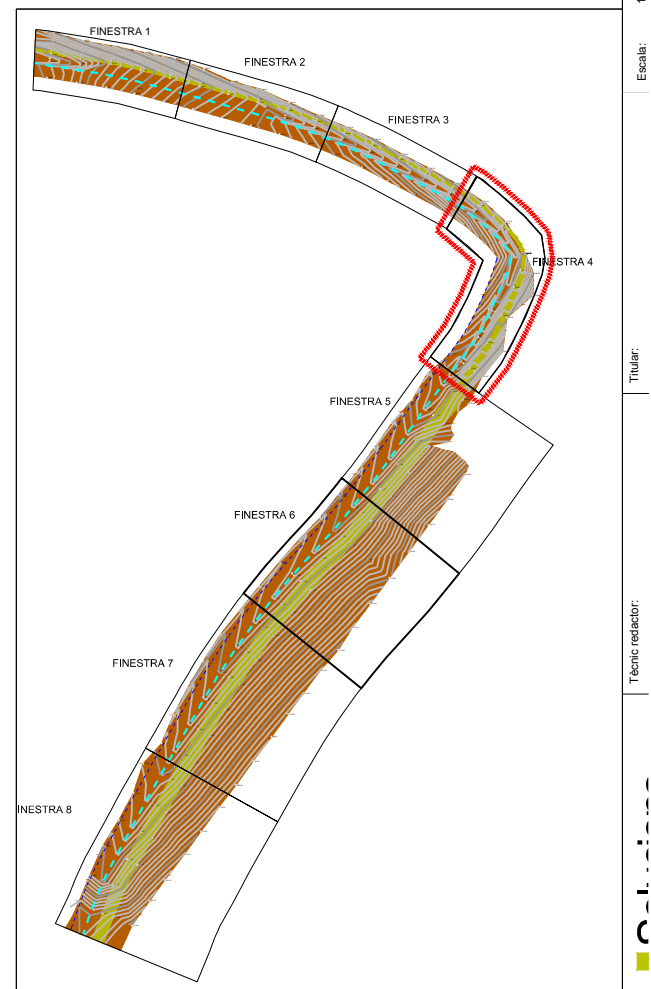 FINESTRA 1
FINESTRA 2
FINESTRA 3
FINESTRA 4
FINESTRA 5
FINESTRA 6
FINESTRA 7
INESTRA 8
Escala:
Titular:
Tècnic redactor: